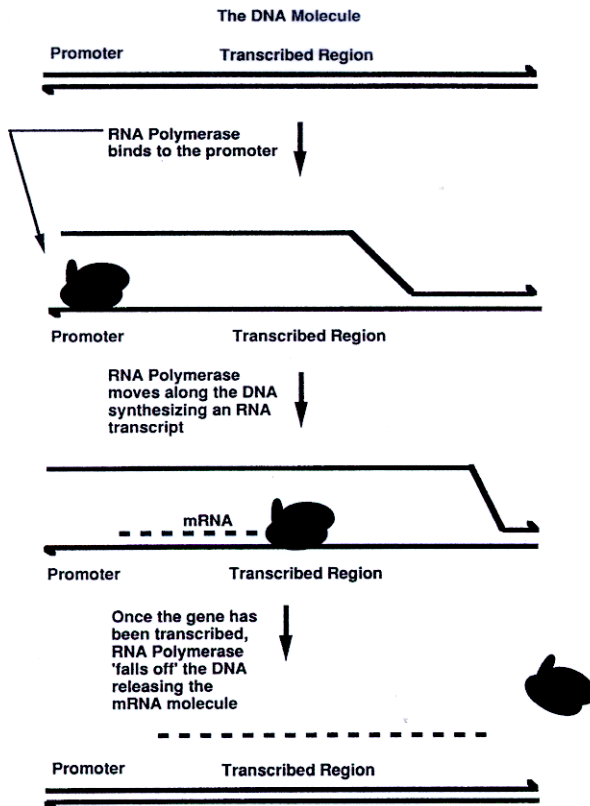 The DNA Molecule
Promoter Transcribed Region
RNA Polymerase
binds to the promoter
Promoter Transcribed Region
RNA Polymerase
moves along the DNA
synthesizing an RNA
transcript
mRNA
Promoter Transcribed Region
Once the gene has
been transcribed,
RNA Polymerase
'falls off' the DNA
releasing the
mRNA molecule
Promoter Transcribed Region